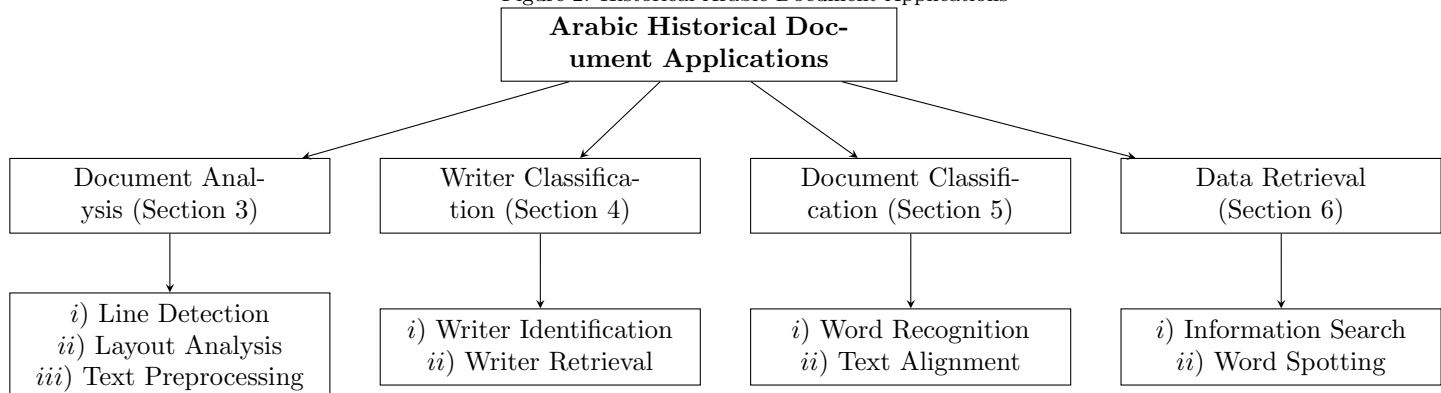 Figure 2: Historical Arabic Document Applications
Arabic Historical Doc-
ument Applications
Document Anal-
ysis (Section 3)
Writer Classifica-
tion (Section 4)
Document Classifi-
cation (Section 5)
Data Retrieval
(Section 6)
i) Line Detection
ii) Layout Analysis
iii) Text Preprocessing
i) Writer Identification
ii) Writer Retrieval
i) Word Recognition
ii) Text Alignment
i) Information Search
ii) Word Spotting